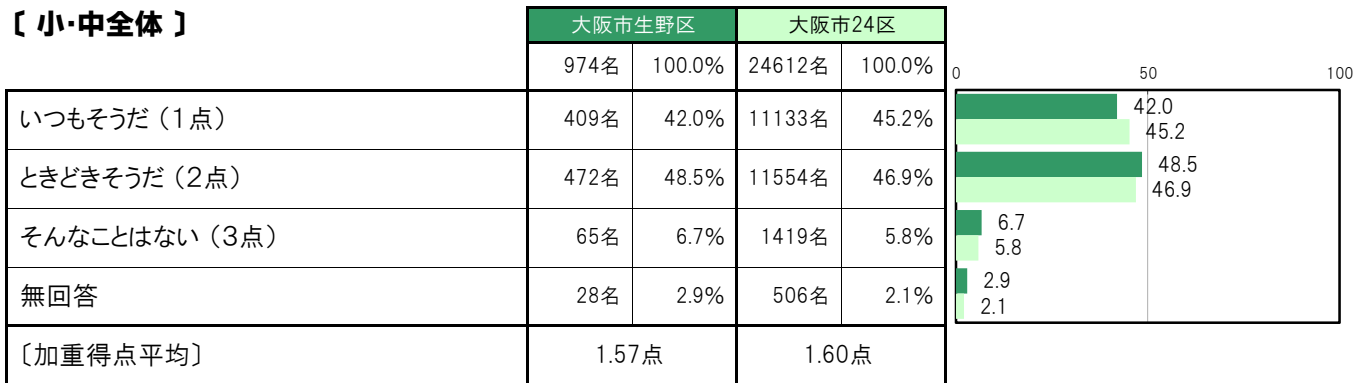 〔 小・中全体 〕
大阪市生野区 大阪市24区
974名 100.0% 24612名 100.0%
0 50 100
いつもそうだ（１点） 409名 42.0% 11133名 45.2%
42.0
45.2
ときどきそうだ（２点） 472名 48.5% 11554名 46.9%
48.5
46.9
そんなことはない（３点） 65名 6.7% 1419名 5.8%
6.7
5.8
無回答 28名 2.9% 506名 2.1%
2.9
2.1
〔加重得点平均〕 1.57点 1.60点